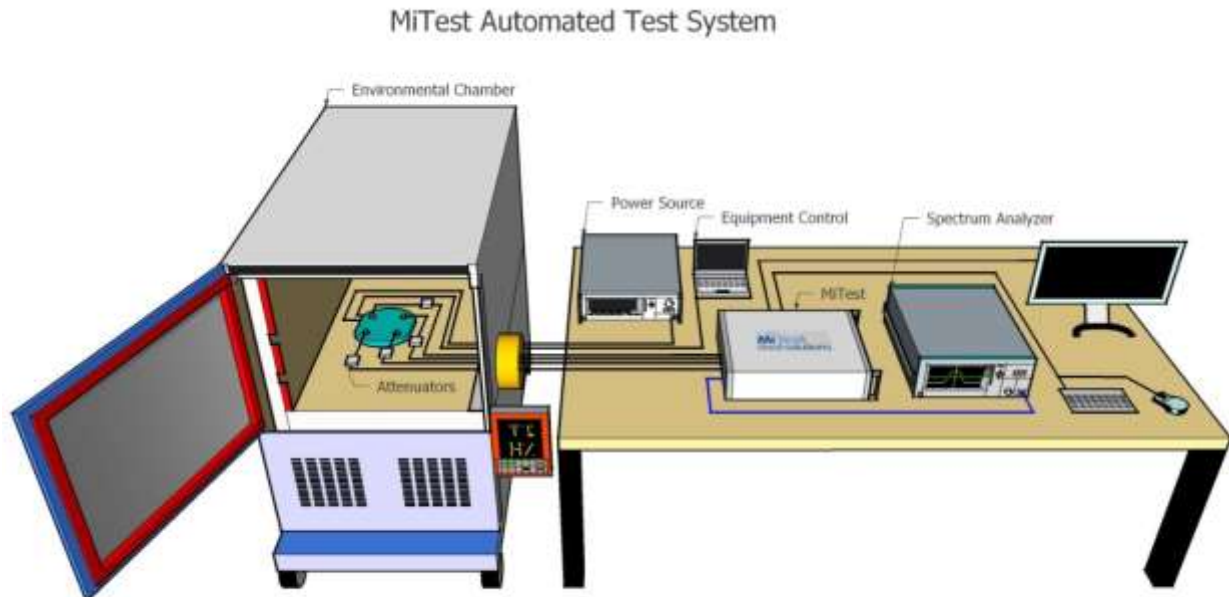 MiTest Automated Test System
Environmental Chamber
Power Source
Equipment Control
Spectrum Analyzer
MiTest
Attenuators